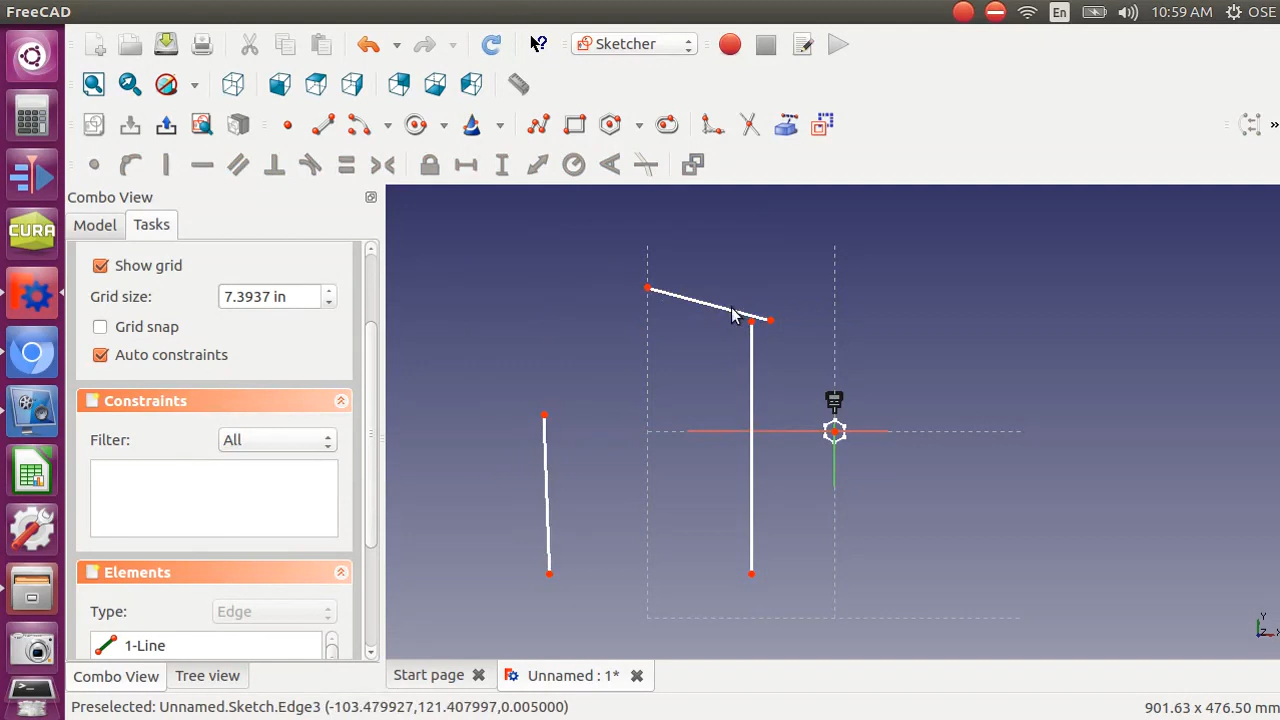 FreeCAD
En
10:59 AM
OSE
Sketcher
Combo View
Model
Tasks
CURA
Show grid
Grid size:
7.3937 in
Grid snap
Auto constraints
Constraints
Filter:
All
Elements
Type:
Edge
1-Line
Y
Z
X
Combo View
Tree view
Start page
Unnamed : 1*
Preselected: Unnamed.Sketch.Edge3 (-103.479927,121.407997,0.005000)
901.63 x 476.50 mm